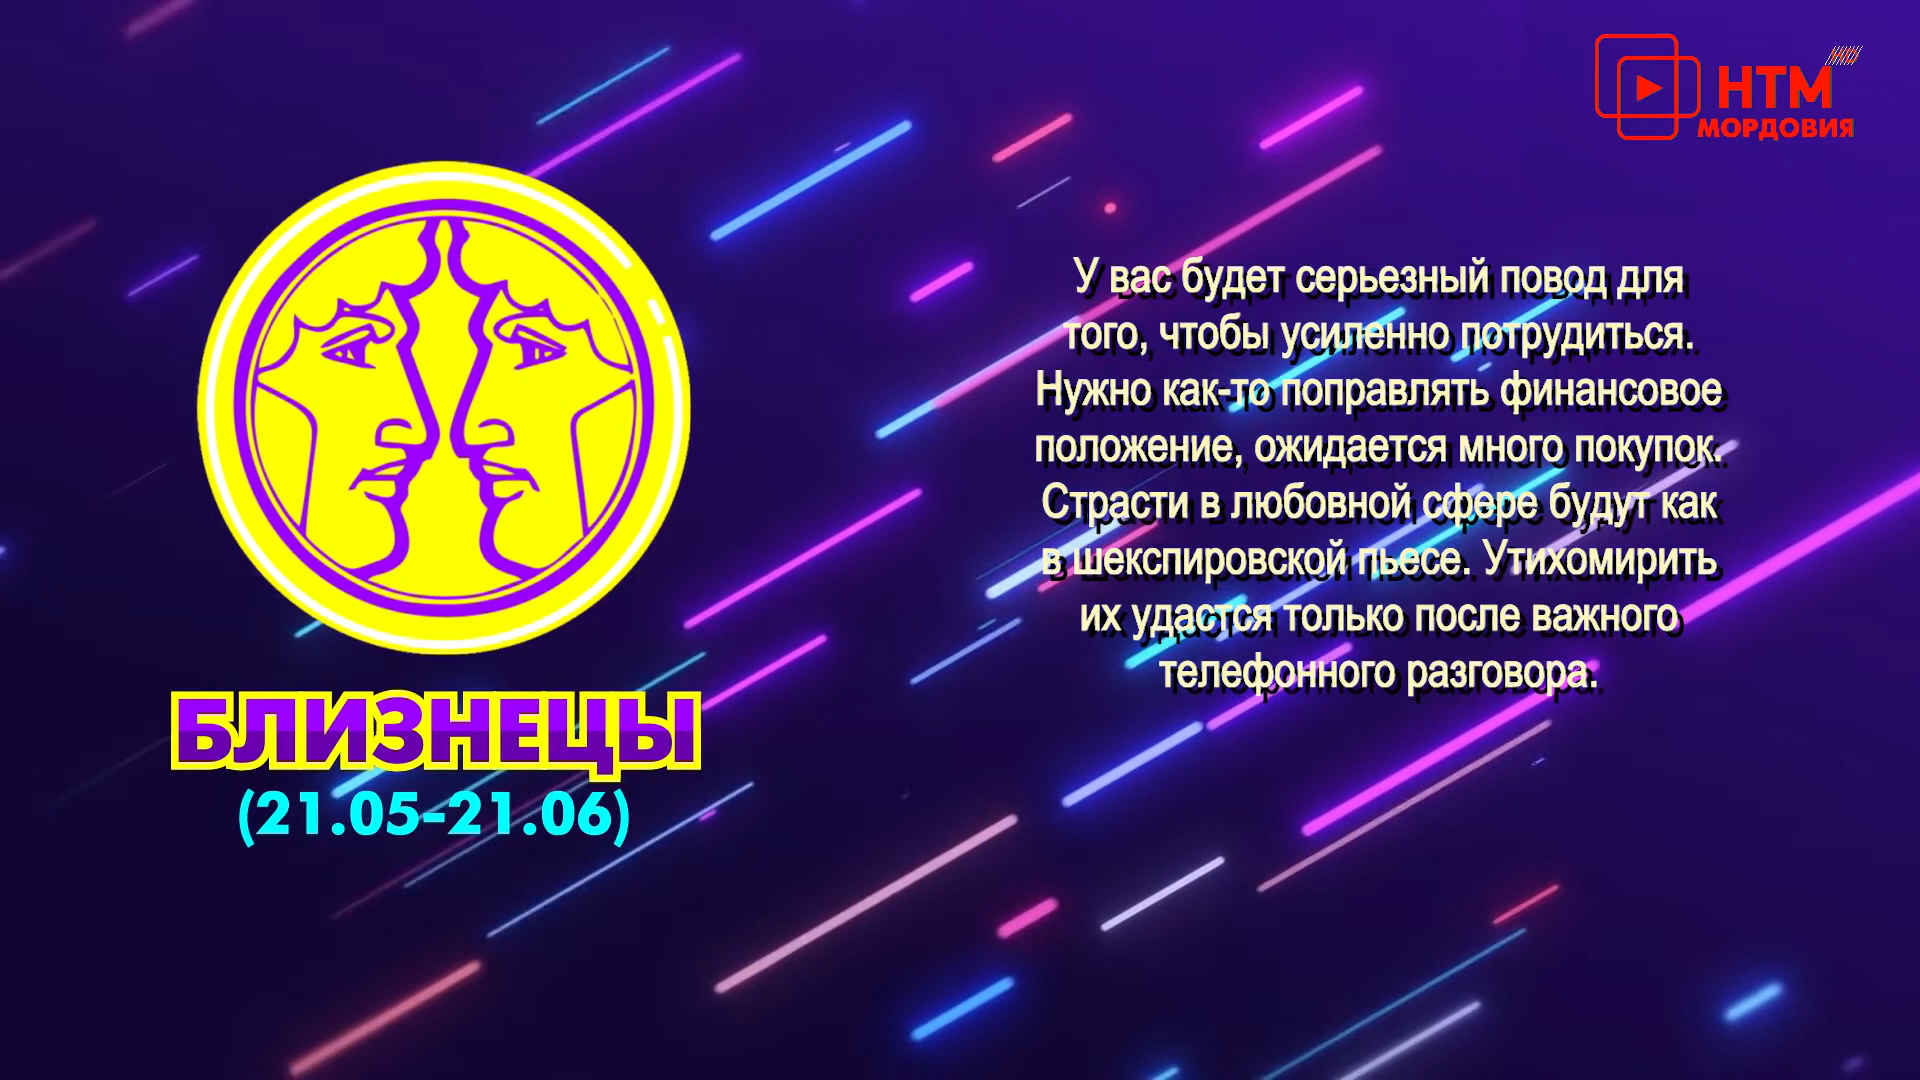 НТМ
МОРДОВИЯ
У вас будет серьезный повод для
того, чтобы усиленно потрудиться.
Нужно как-то поправлять финансовое
положение, ожидается много покупок.
Страсти в любовной сфере будут как
в шекспировской пьесе. Утихомирить
их удастся только после важного
телефонного разговора.
БЛИЗНЕЦЫ
(21.05-21.06)